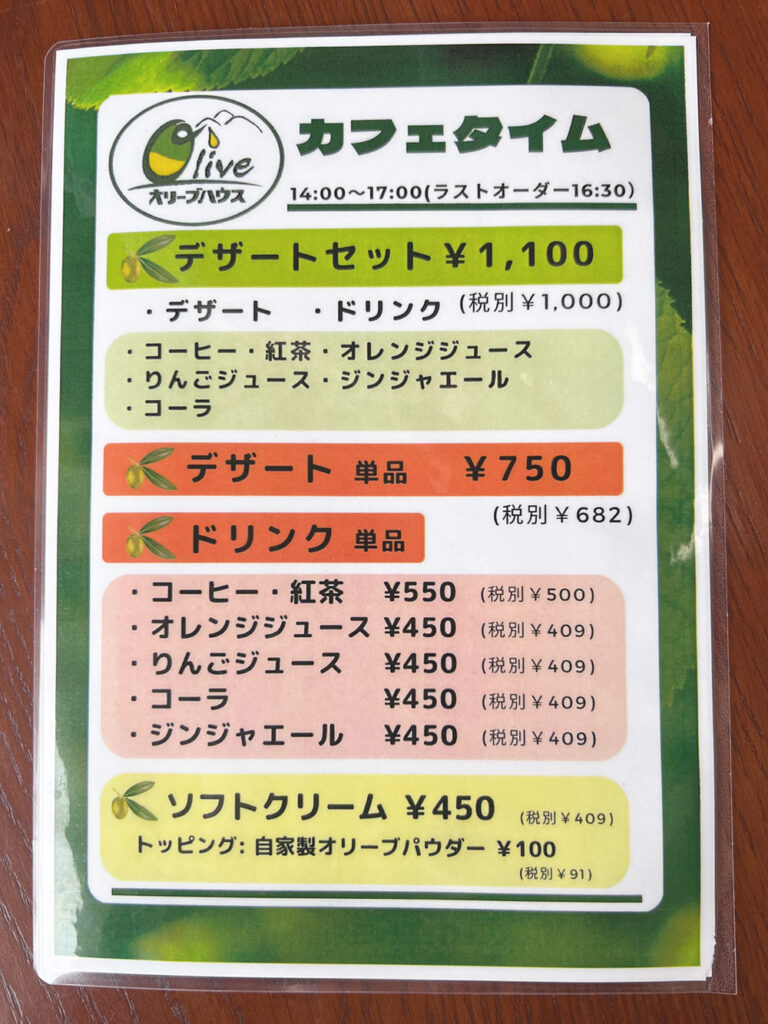 Olive
オリーブハウス
カフェタイム
14:00〜17:00(ラストオーダー16:30)
デザートセット ¥1,100
・デザート ・ドリンク (税別¥1,000)
・コーヒー・紅茶・オレンジジュース
・りんごジュース・ジンジャエール
・コーラ
デザート 単品 ¥750
(税別¥682)
ドリンク 単品
・コーヒー・紅茶 ¥550 (税別¥500)
・オレンジジュース ¥450 (税別¥409)
・りんごジュース ¥450 (税別¥409)
・コーラ ¥450 (税別¥409)
・ジンジャエール ¥450 (税別¥409)
ソフトクリーム ¥450 (税別¥409)
トッピング: 自家製オリーブパウダー ¥100
(税別¥91)